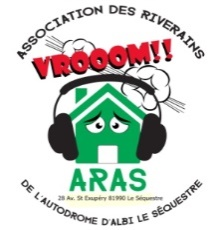 ASSOCIATION DES RIVERAINS
VROOOM!!
ARAS
28 Av. St Exupéry 81990 Le Séquestre
DE L'AUTODROME D'ALBI LE SÉQUESTRE